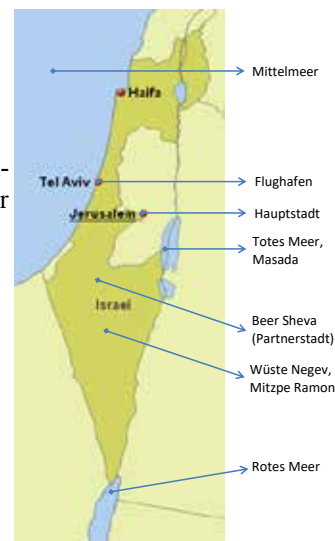 Mittelmeer
Haifa
-
Tel Aviv
r
Flughafen
Jerusalem
Hauptstadt
Totes Meer,
Masada
Israel
Beer Sheva
(Partnerstadt)
Wüste Negev,
Mitzpe Ramon
Rotes Meer